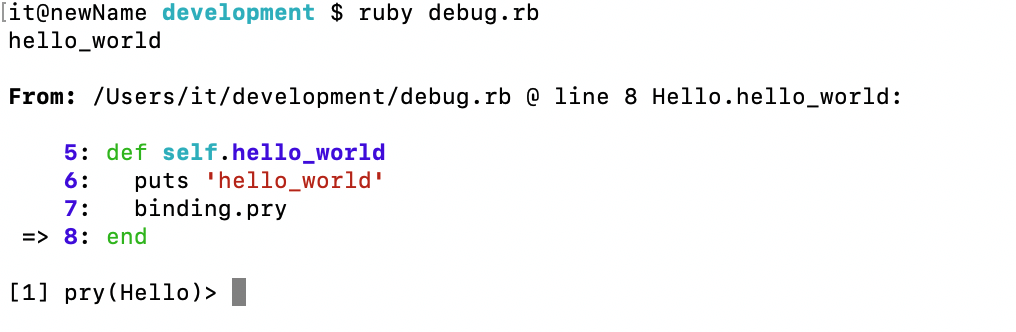 [it@newName development $ ruby debug.rb
hello_world
From: /Users/it/development/debug.rb @ line 8 Hello.hello_world:
5: def self.hello_world
6:   puts 'hello_world'
7:   binding.pry
=> 8: end
[1] pry(Hello)>